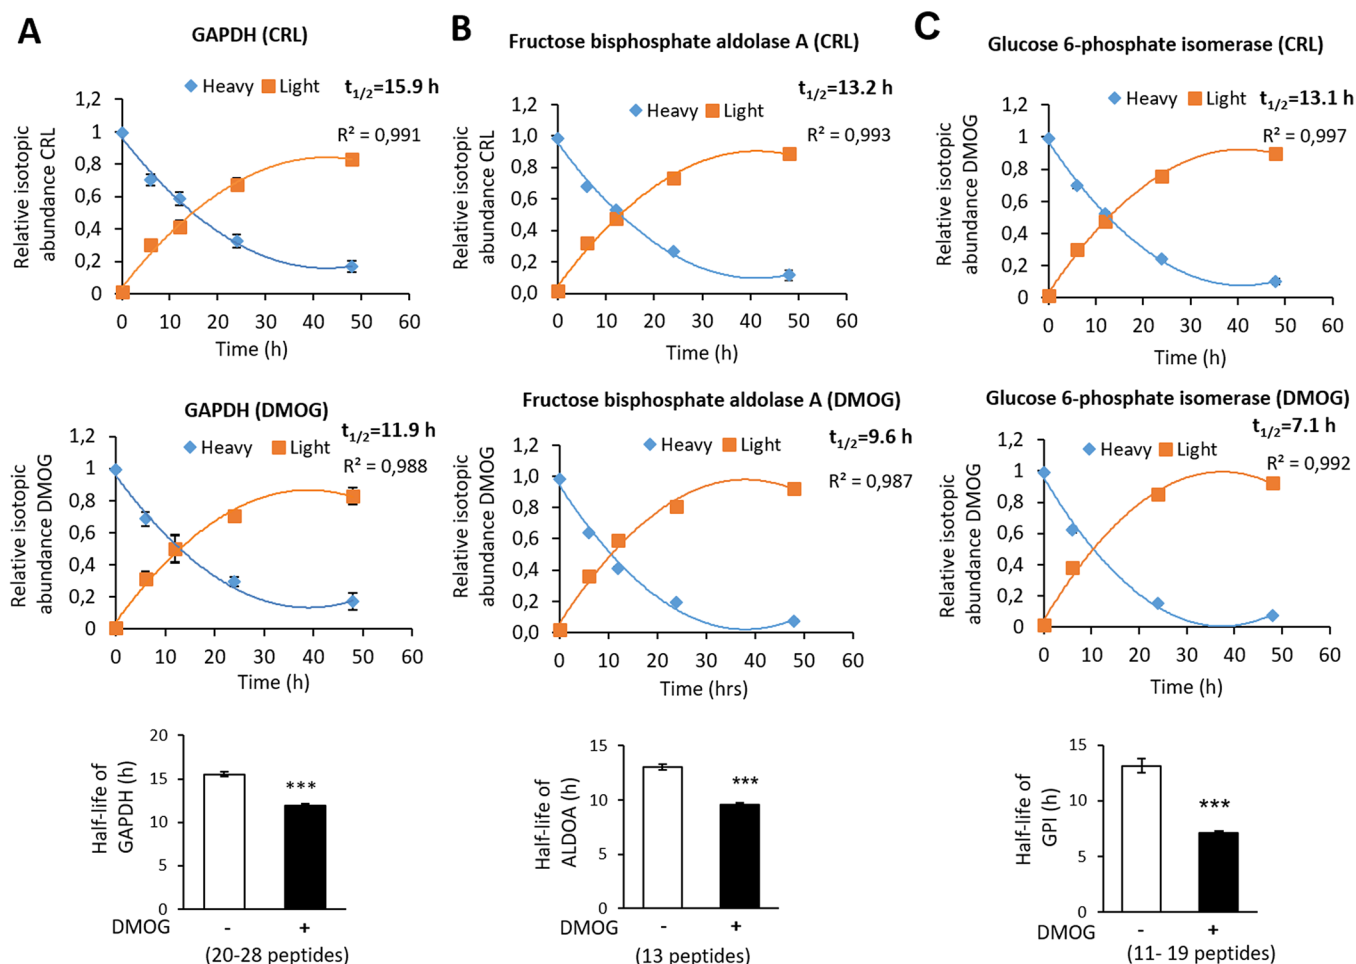 A
GAPDH (CRL)
Heavy Light
t1/2=15.9 h
R² = 0,991
Relative isotopic
abundance CRL
1,2
1
0,8
0,6
0,4
0,2
0
0 10 20 30 40 50 60
Time (h)
GAPDH (DMOG)
Heavy Light
t1/2=11.9 h
R² = 0,988
Relative isotopic
abundance DMOG
1,2
1
0,8
0,6
0,4
0,2
0
0 10 20 30 40 50 60
Time (h)
Half-life of
GAPDH (h)
20
15
10
5
0
***
DMOG - +
(20-28 peptides)
B
Fructose bisphosphate aldolase A (CRL)
Heavy Light
t1/2=13.2 h
R² = 0,993
Relative isotopic
abundance CRL
1,2
1,0
0,8
0,6
0,4
0,2
0,0
0 10 20 30 40 50 60
Time (h)
Fructose bisphosphate aldolase A (DMOG)
Heavy Light
t1/2=9.6 h
R² = 0,987
Relative isotopic
abundance DMOG
1,2
1,0
0,8
0,6
0,4
0,2
0,0
0 10 20 30 40 50 60
Time (hrs)
Half-life of
ALDOA (h)
15
10
5
0
***
DMOG - +
(13 peptides)
C
Glucose 6-phosphate isomerase (CRL)
Heavy Light
t1/2=13.1 h
R² = 0,997
Relative isotopic
abundance DMOG
1,2
1
0,8
0,6
0,4
0,2
0
0 10 20 30 40 50 60
Time (h)
Glucose 6-phosphate isomerase (DMOG)
t1/2=7.1 h
Heavy Light
R² = 0,992
Relative isotopic
abundance DMOG
1,2
1
0,8
0,6
0,4
0,2
0
0 10 20 30 40 50 60
Time (h)
Half-life of
GPI (h)
15
10
5
0
***
DMOG - +
(11- 19 peptides)